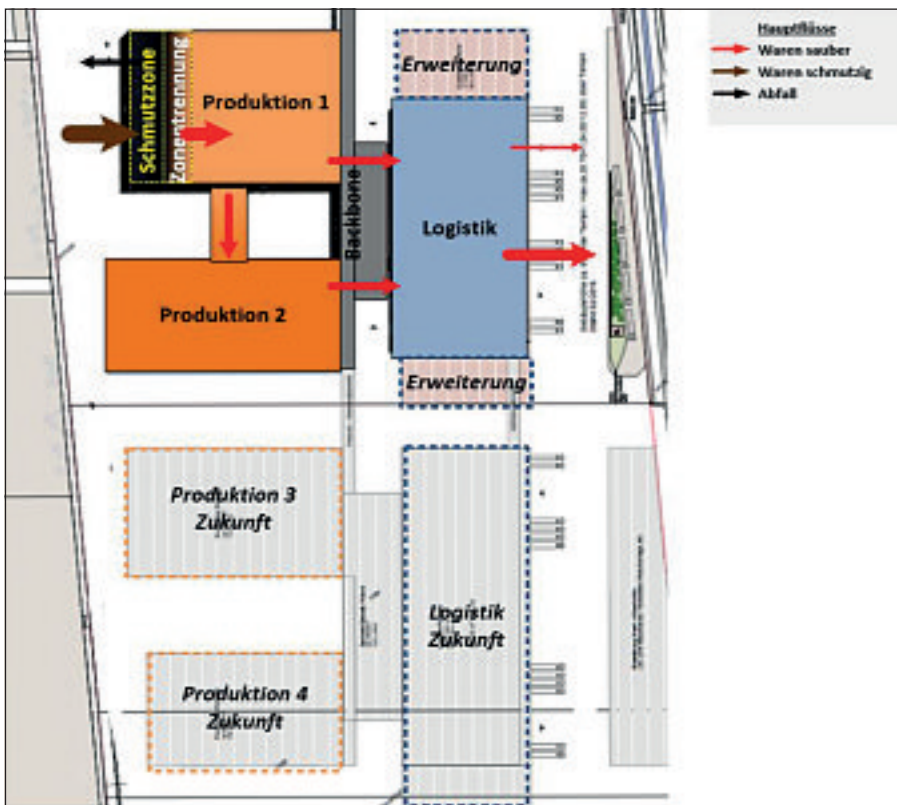 Hauptflüsse
Waren sauber
Waren schmutzig
Abfall
Erweiterung
Schmutzzone
Zonentrennung
Produktion 1
Backbone
Logistik
Produktion 2
Erweiterung
Produktion 3
Zukunft
Logistik
Zukunft
Produktion 4
Zukunft